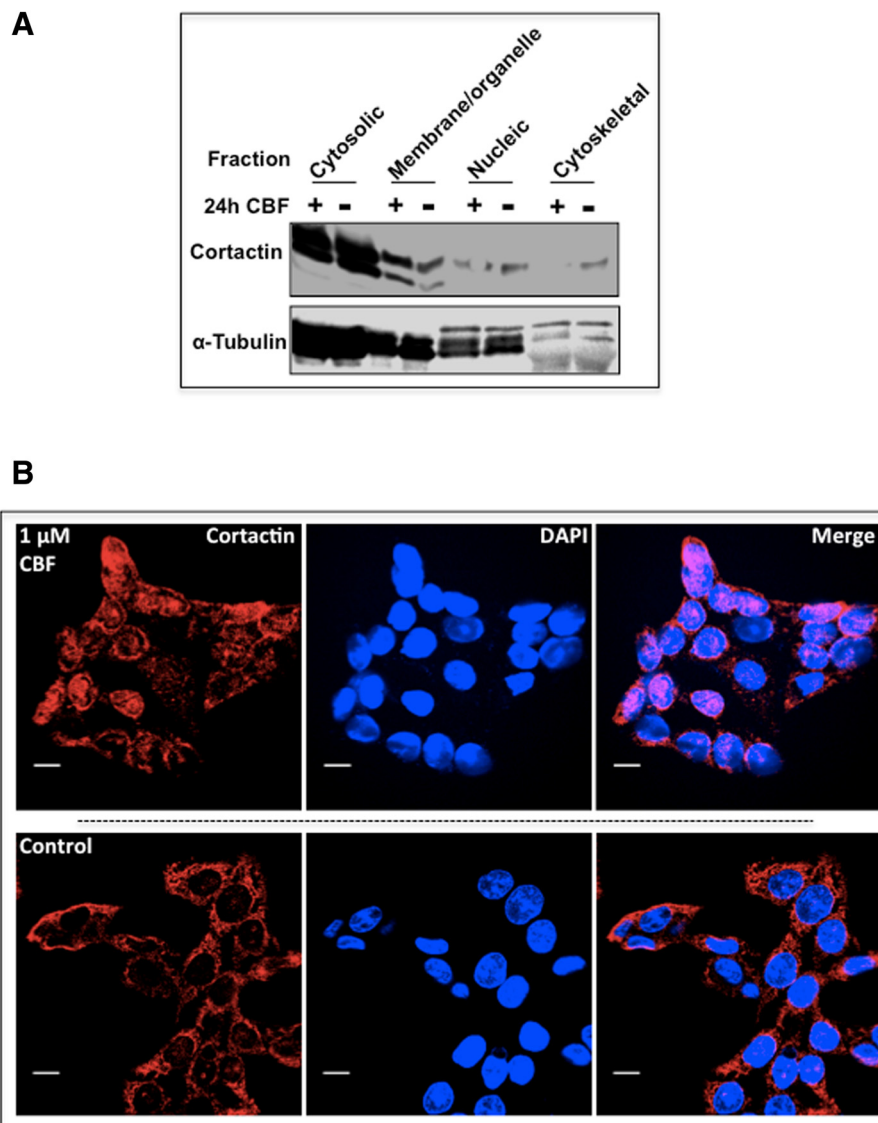 A
Fraction
Cytosolic
Membrane/organelle
Nucleic
Cytoskeletal
24h CBF + - + - + - + -
Cortactin
α-Tubulin
B
1 μM CBF
Cortactin
DAPI
Merge
Control